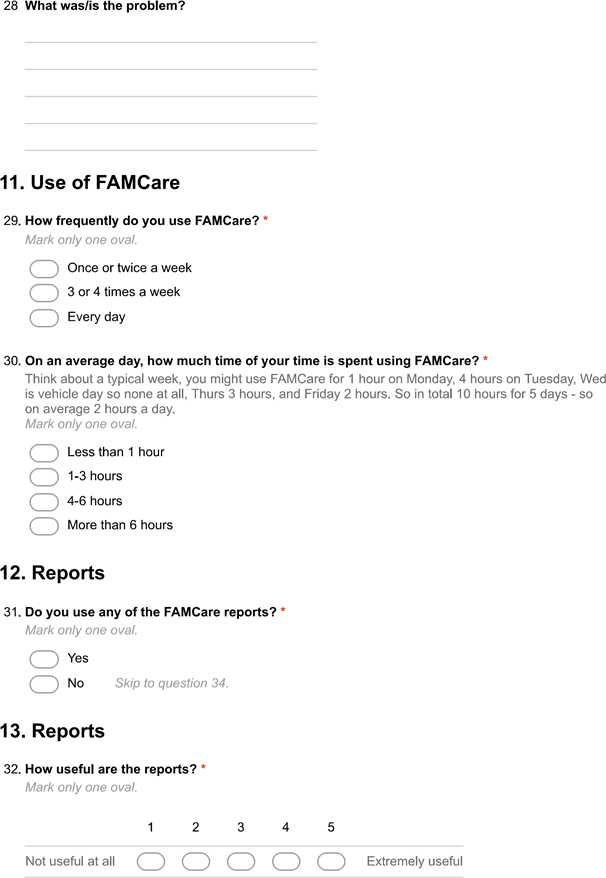 28 What was/is the problem?
11. Use of FAMCare
29. How frequently do you use FAMCare? *
Mark only one oval.
Once or twice a week
3 or 4 times a week
Every day
30. On an average day, how much time of your time is spent using FAMCare? *
Think about a typical week, you might use FAMCare for 1 hour on Monday, 4 hours on Tuesday, Wed
is vehicle day so none at all, Thurs 3 hours, and Friday 2 hours. So in total 10 hours for 5 days - so
on average 2 hours a day.
Mark only one oval.
Less than 1 hour
1-3 hours
4-6 hours
More than 6 hours
12. Reports
31. Do you use any of the FAMCare reports? *
Mark only one oval.
Yes
No Skip to question 34.
13. Reports
32. How useful are the reports? *
Mark only one oval.
1 2 3 4 5
Not useful at all Extremely useful